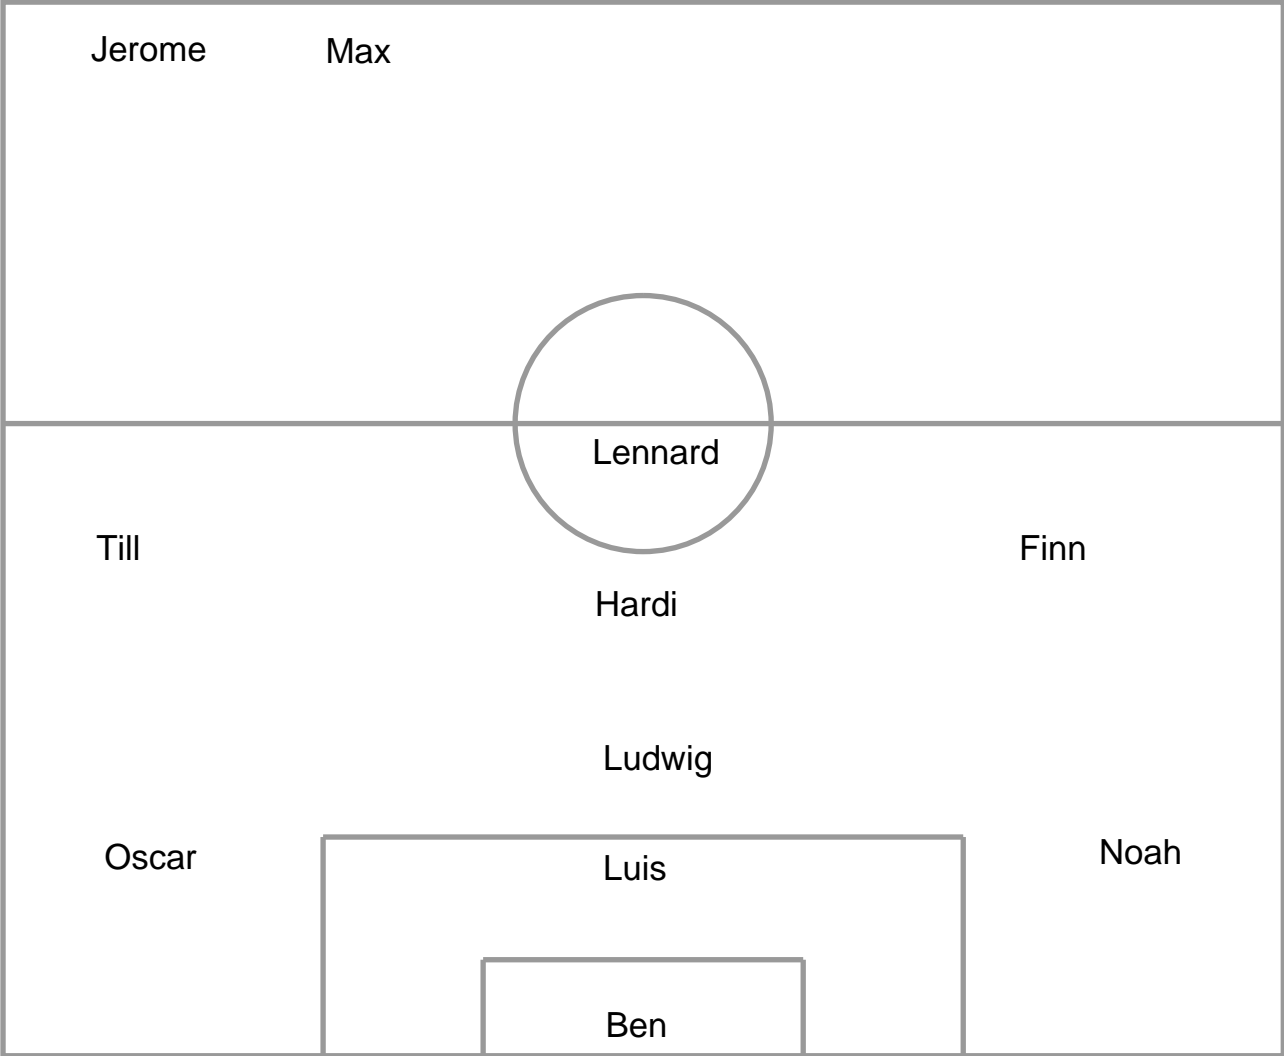 Jerome Max
Lennard
Till Finn
Hardi
Ludwig
Oscar Noah
Luis
Ben